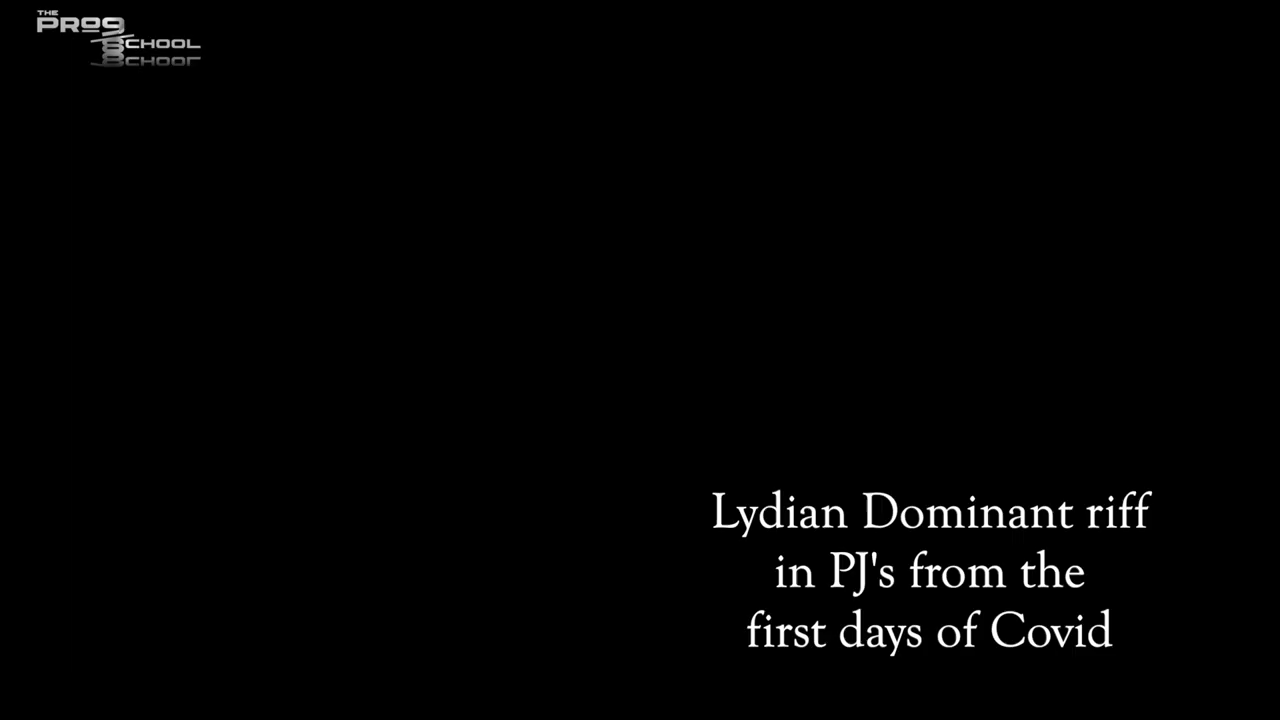 THE
PROG
SCHOOL
Lydian Dominant riff
in PJ's from the
first days of Covid